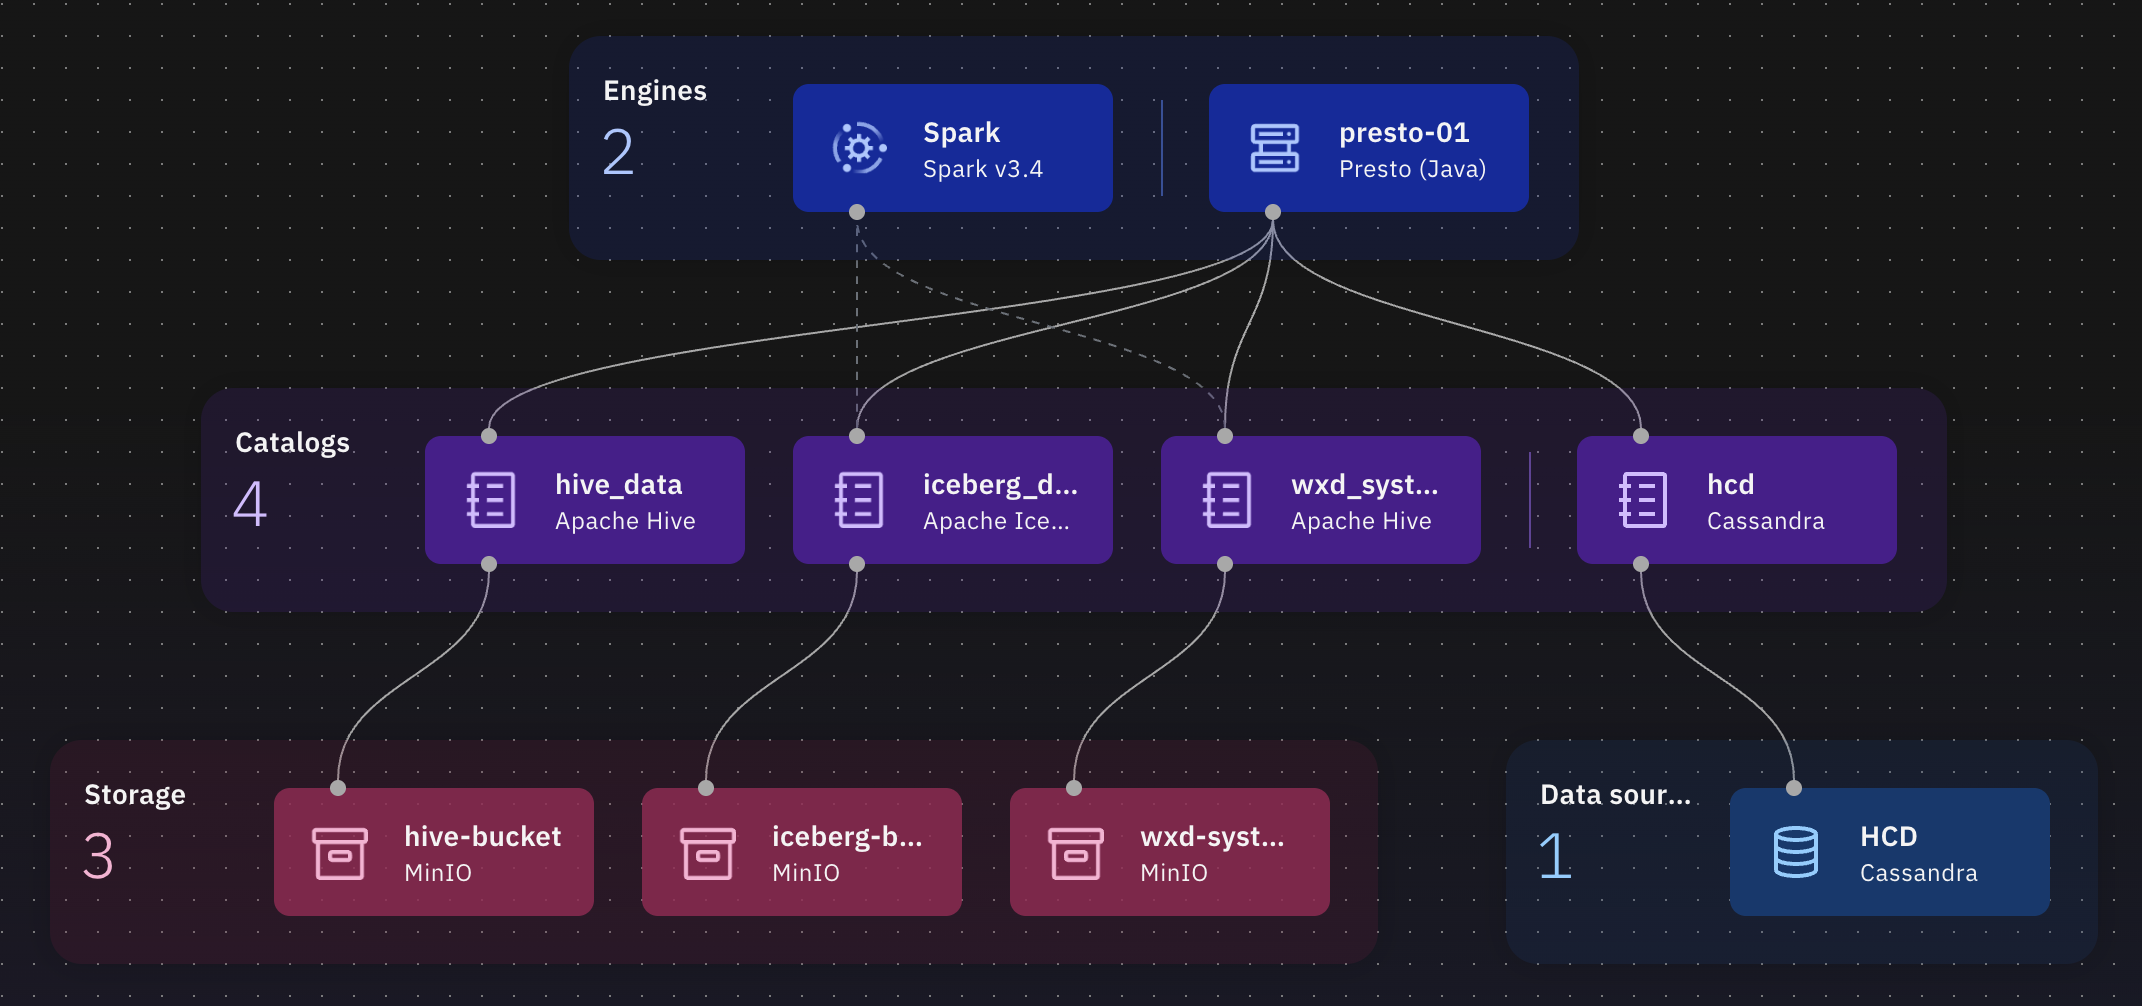 Engines
2
Spark
Spark v3.4
presto-01
Presto (Java)
Catalogs
4
hive_data
Apache Hive
iceberg_d...
Apache Ice...
wxd_syst...
Apache Hive
hcd
Cassandra
Storage
3
hive-bucket
MinIO
iceberg-b...
MinIO
wxd-syst...
MinIO
Data sour...
1
HCD
Cassandra